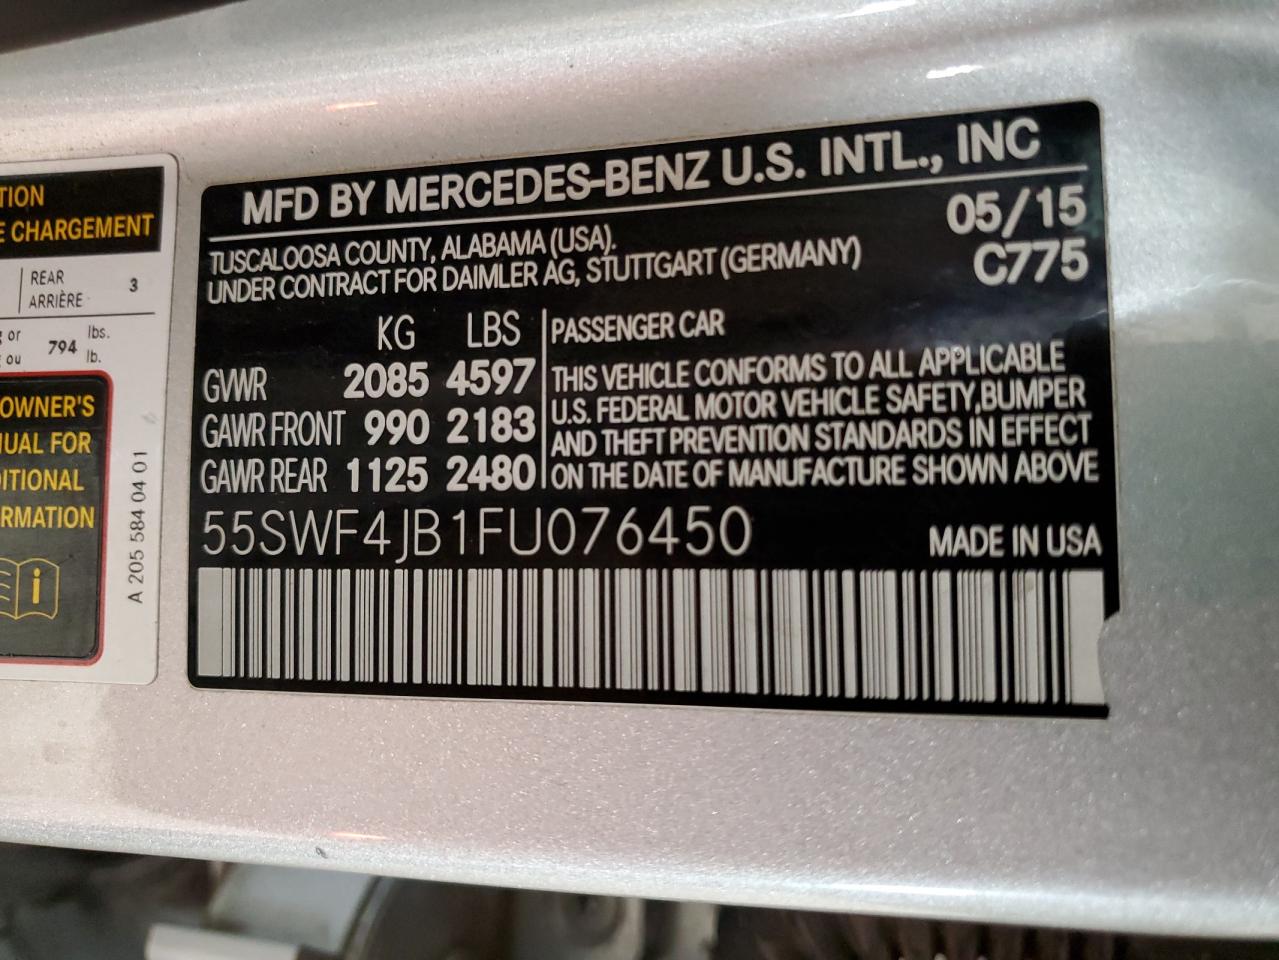 TION
E CHARGEMENT
REAR
ARRIÈRE 3
or lbs.
ou 794 lb.
OWNER'S
UAL FOR
ITIONAL
RMATION
A 205 584 04 01
MFD BY MERCEDES-BENZ U.S. INTL., INC
TUSCALOOSA COUNTY, ALABAMA (USA). 05/15
UNDER CONTRACT FOR DAIMLER AG, STUTTGART (GERMANY) C775
KG LBS
GVWR 2085 4597
GAWR FRONT 990 2183
GAWR REAR 1125 2480
PASSENGER CAR
THIS VEHICLE CONFORMS TO ALL APPLICABLE
U.S. FEDERAL MOTOR VEHICLE SAFETY,BUMPER
AND THEFT PREVENTION STANDARDS IN EFFECT
ON THE DATE OF MANUFACTURE SHOWN ABOVE
55SWF4JB1FU076450 MADE IN USA